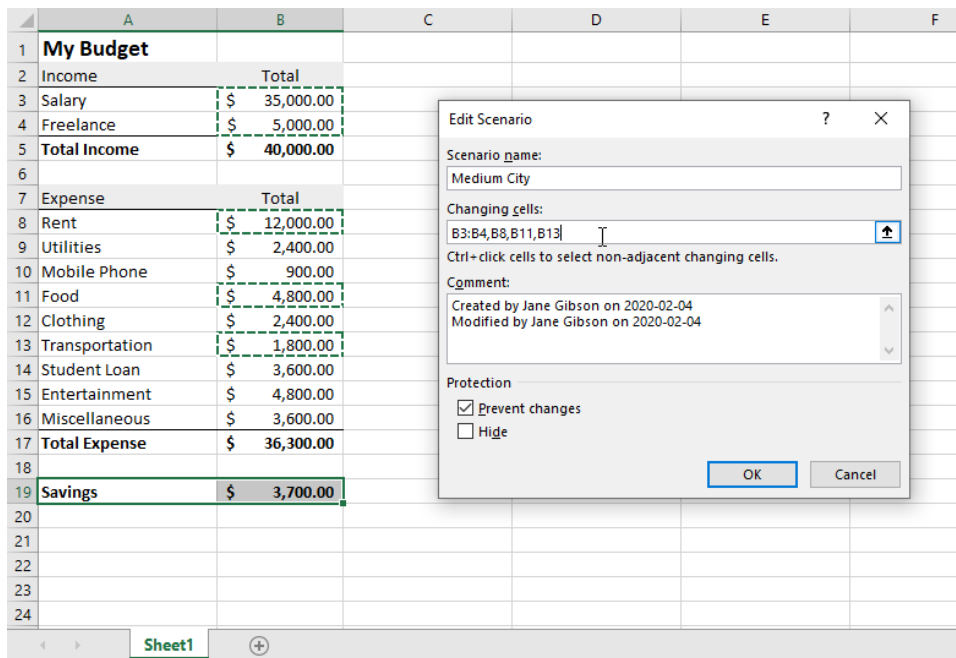 A B C D E F
1 My Budget
2 Income Total
3 Salary $ 35,000.00
4 Freelance $ 5,000.00
5 Total Income $ 40,000.00
6
7 Expense Total
8 Rent $ 12,000.00
9 Utilities $ 2,400.00
10 Mobile Phone $ 900.00
11 Food $ 4,800.00
12 Clothing $ 2,400.00
13 Transportation $ 1,800.00
14 Student Loan $ 3,600.00
15 Entertainment $ 4,800.00
16 Miscellaneous $ 3,600.00
17 Total Expense $ 36,300.00
18
19 Savings $ 3,700.00
20
21
22
23
24
Edit Scenario ?
Scenario name:
Medium City
Changing cells:
B3:B4,B8,B11,B13
Ctrl+click cells to select non-adjacent changing cells.
Comment:
Created by Jane Gibson on 2020-02-04
Modified by Jane Gibson on 2020-02-04
Protection
Prevent changes
Hide
OK Cancel
Sheet1